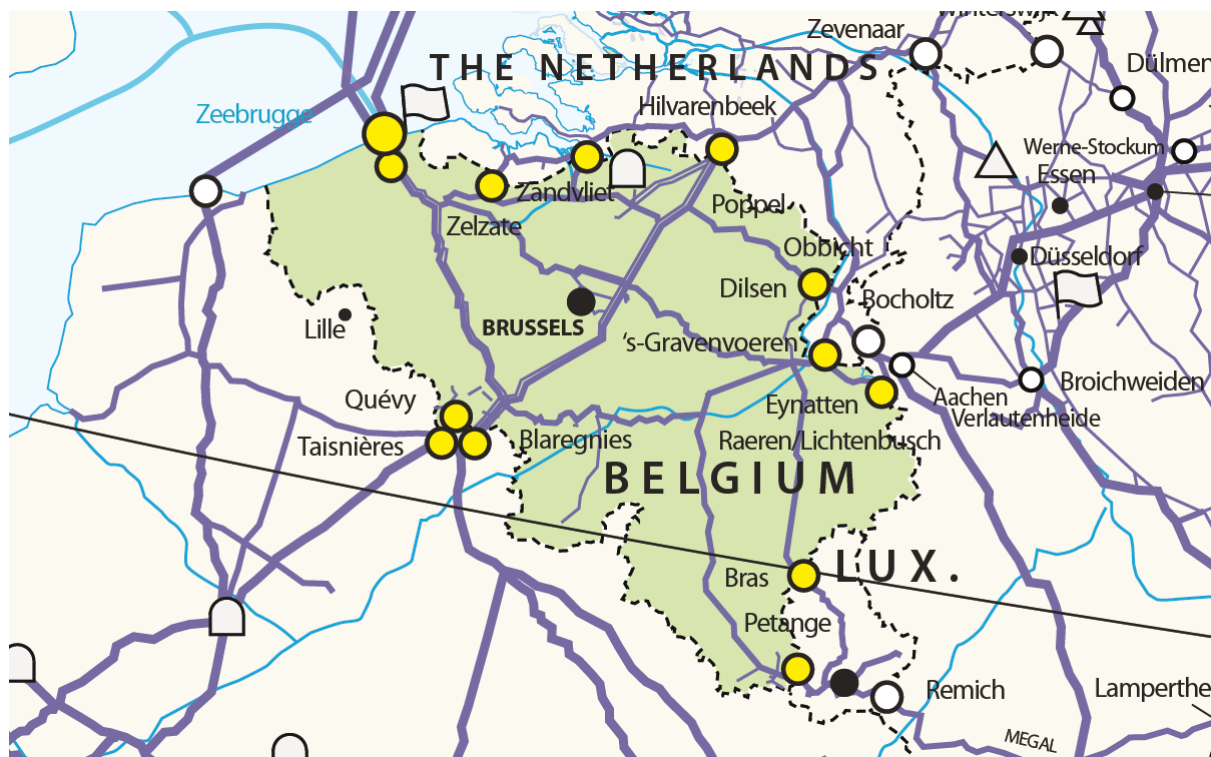 Winterswijk
Zevenaar
THE NETHERLANDS
Dülmen
Hilvarenbeek
Zeebrugge
Werne-Stockum
Essen
Zandvliet
Poppel
Zelzate
Obbicht
Düsseldorf
Dilsen
Bocholtz
BRUSSELS
Lille
's-Gravenvoeren
Quévy
Eynatten
Aachen
Broichweiden
Verlautenheide
Taisnières
Blaregnies
Raeren/Lichtenbusch
BELGIUM
Bras
LUX.
Petange
Remich
Lamperthe
MEGAL